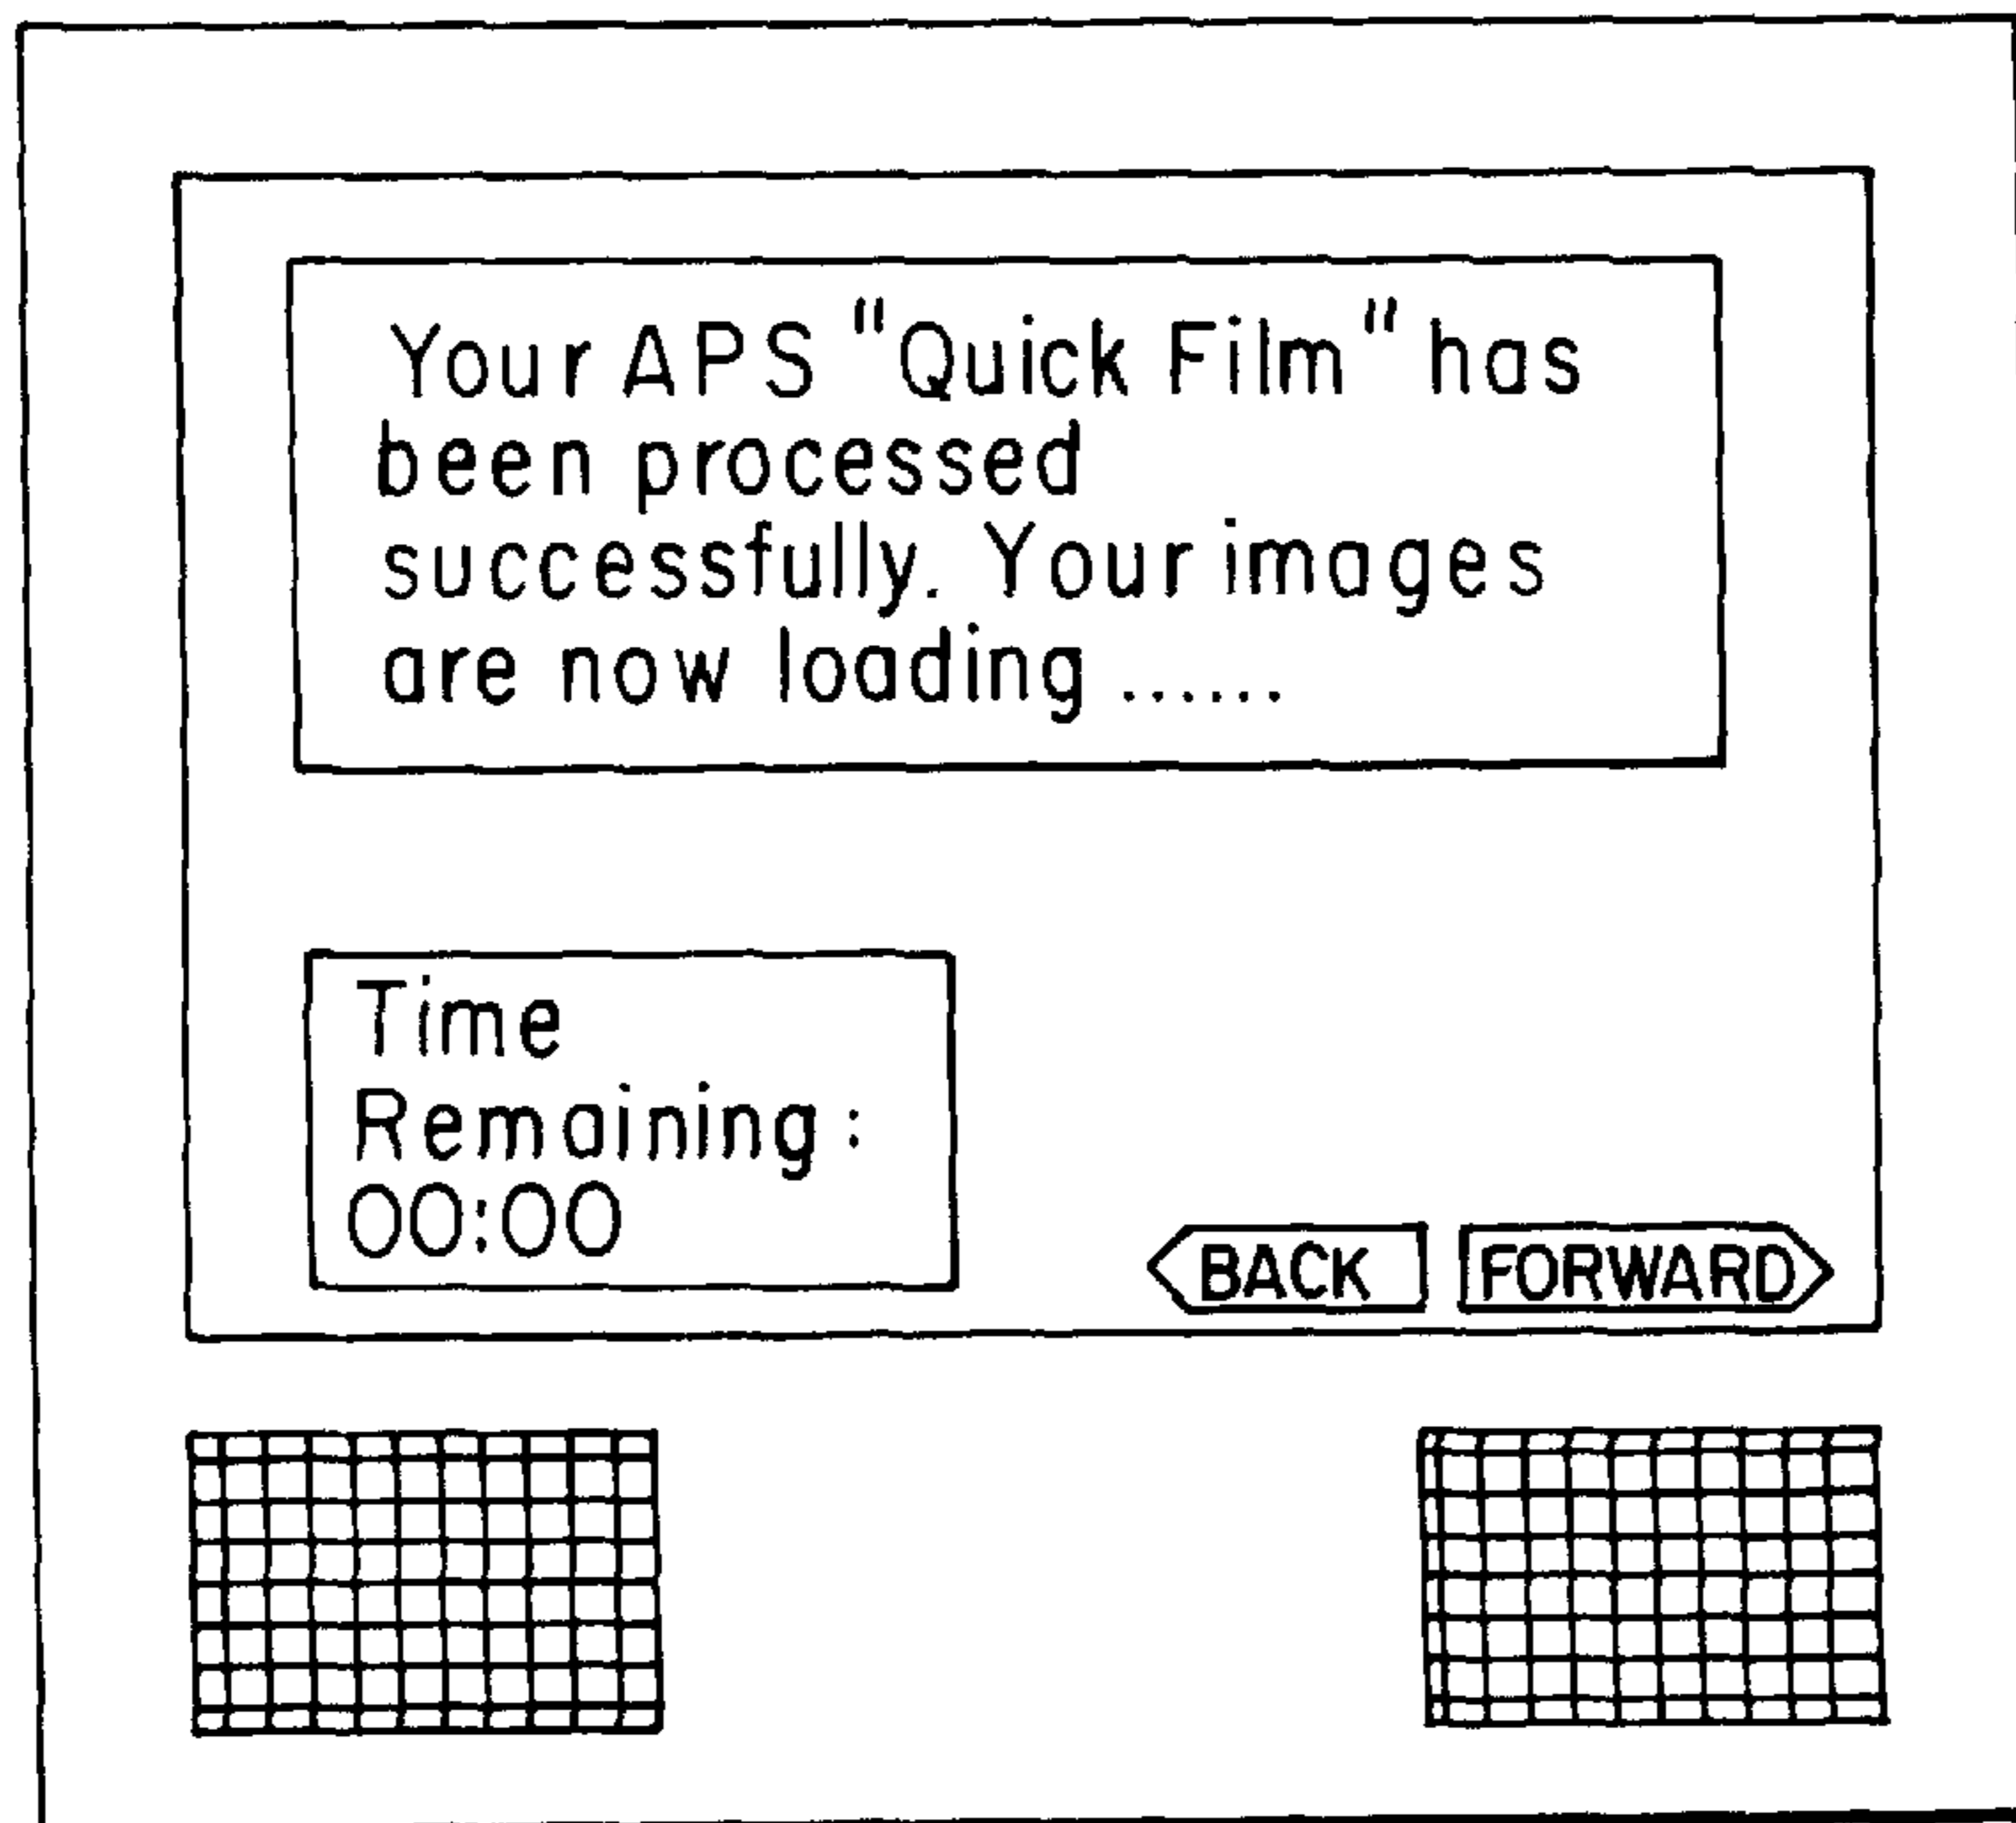 Your APS "Quick Film" has
been processed
successfully. Your images
are now loading ......
Time
Remaining:
00:00
BACK
FORWARD